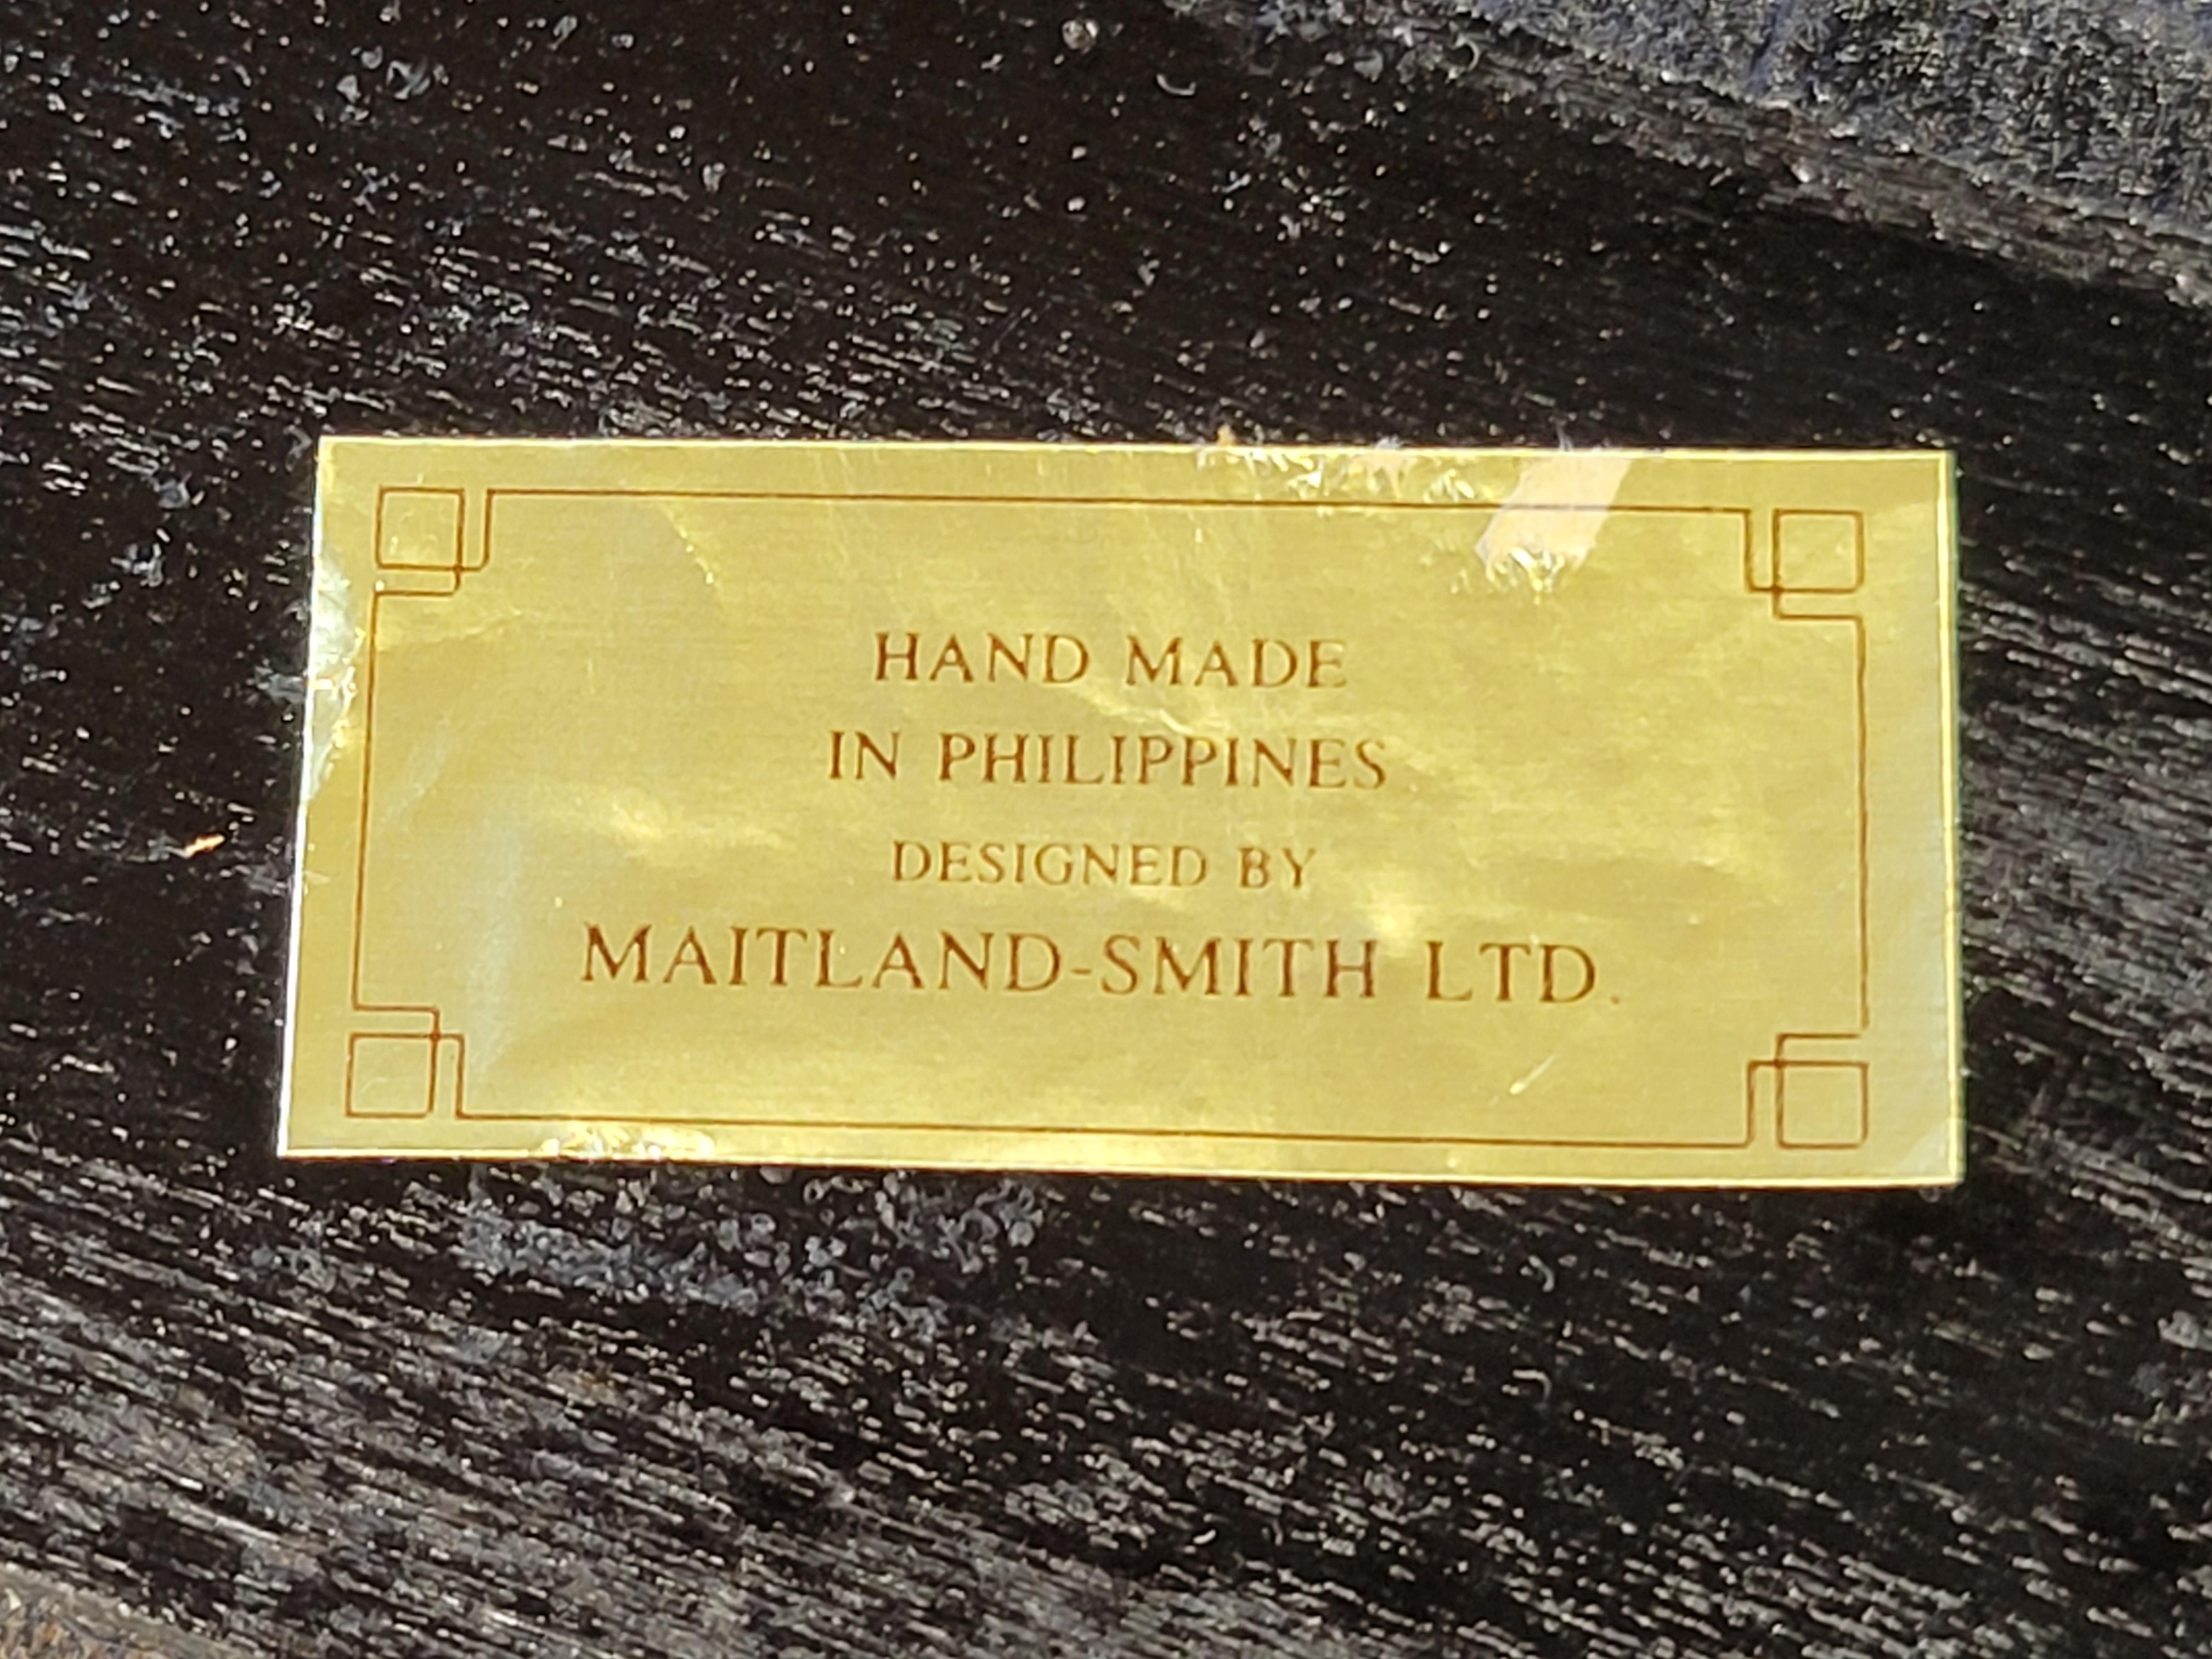 HAND MADE
IN PHILIPPINES
DESIGNED BY
MAITLAND-SMITH LTD.